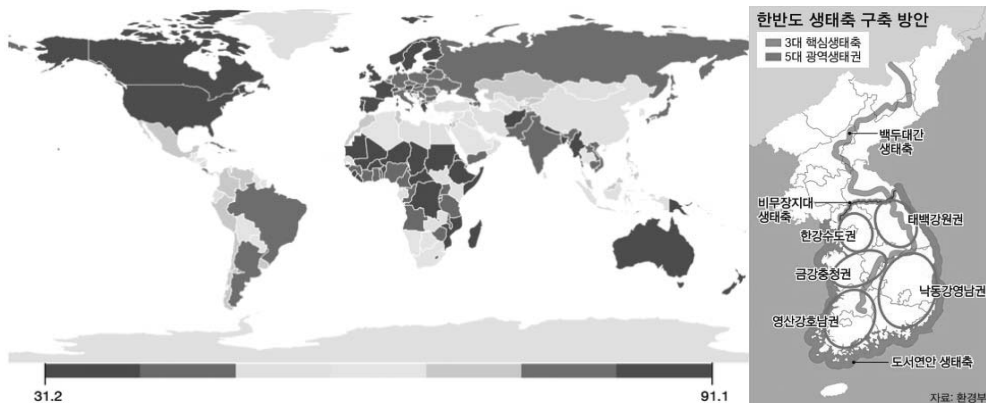 31.2
91.1
한반도 생태축 구축 방안
3대 핵심생태축
5대 광역생태권
백두대간
생태축
비무장지대
생태축
태백강원권
한강수도권
금강충청권
낙동강영남권
영산강호남권
도서연안 생태축
자료: 환경부